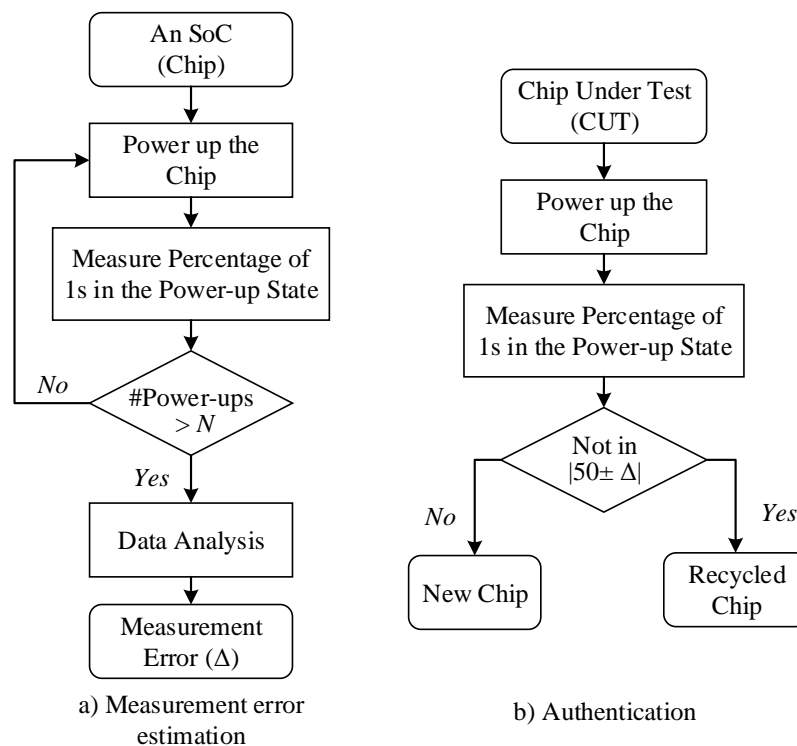 An SoC
(Chip)
Power up the
Chip
Measure Percentage of
1s in the Power-up State
No
#Power-ups
> N
Yes
Data Analysis
Measurement
Error (Δ)
a) Measurement error
estimation
Chip Under Test
(CUT)
Power up the
Chip
Measure Percentage of
1s in the Power-up State
Not in
|50± Δ|
No
Yes
New Chip
Recycled
Chip
b) Authentication